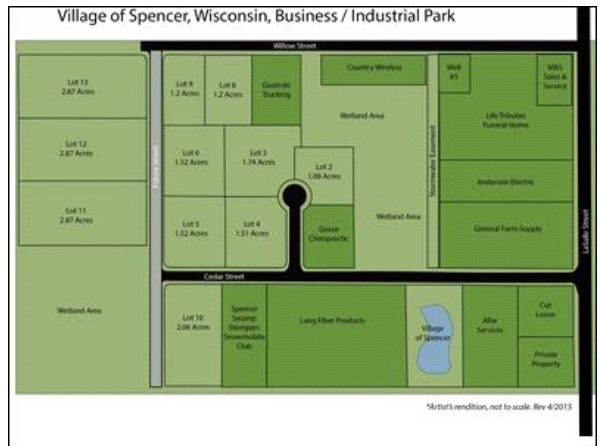 Village of Spencer, Wisconsin, Business / Industrial Park
Willow Street
Lot 13
2.87 Acres
Lot 9
1.2 Acres
Lot 8
1.2 Acres
Trucking
Country Wireless
Well
#3
M&S
Sales &
Service
Wetland Area
Life Tributes
Funeral Home
Lot 12
2.87 Acres
Future Street
Lot 6
1.52 Acres
Lot 3
1.74 Acres
Lot 2
1.08 Acres
Stormwater Easement
Anderson Electric
Lot 11
2.87 Acres
Lot 5
1.52 Acres
Lot 4
1.51 Acres
Gosse
Chiropractic
Wetland Area
General Farm Supply
LaSalle Street
Cedar Street
Wetland Area
Lot 10
2.06 Acres
Spencer
Swamp
Stompers
Snowmobile
Club
Lang Fiber Products
Village
of Spencer
Altar
Services
Cut
Loose
Private
Property
*Artist's rendition, not to scale. Rev 4/2015